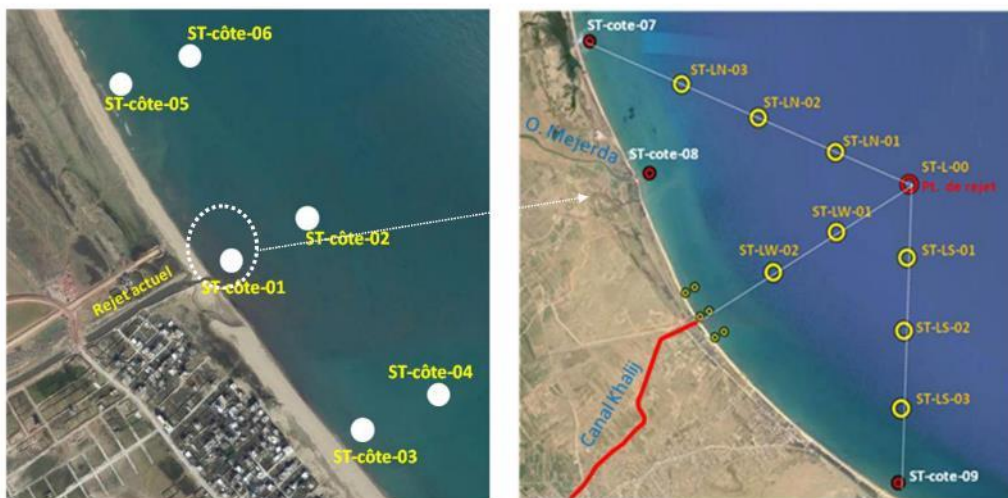 ST-côte-06
ST-côte-05
ST-côte-02
ST-côte-01
Rejet actuel
ST-côte-04
ST-côte-03
ST-cote-07
ST-LN-03
ST-LN-02
O. Mejerda
ST-LN-01
ST-cote-08
ST-L-00
Pt. de rejet
ST-LW-01
ST-LW-02
ST-LS-01
ST-LS-02
Canal Khalij
ST-LS-03
ST-cote-09